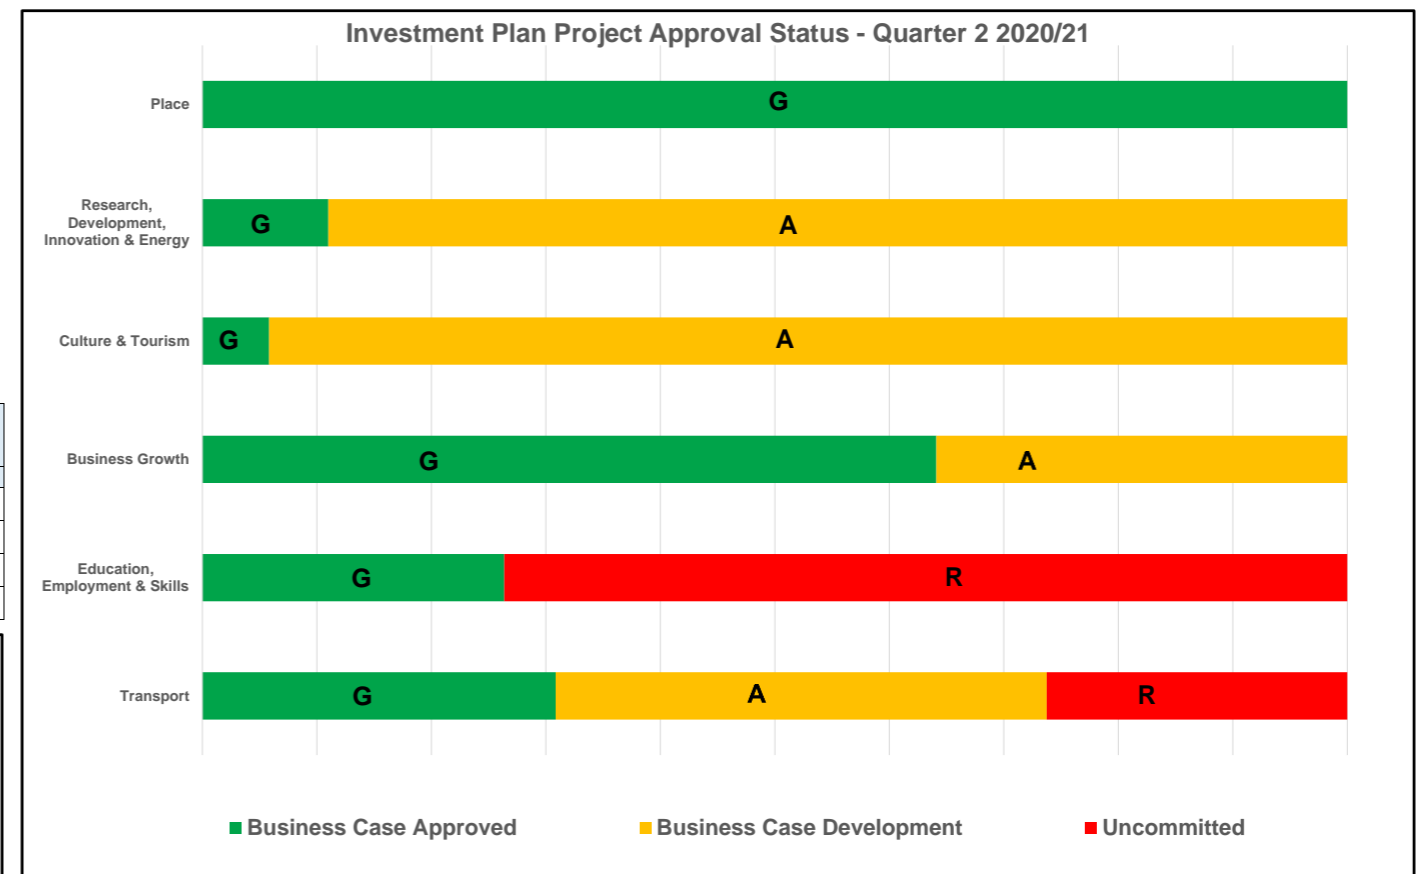 Investment Plan Project Approval Status - Quarter 2 2020/21
Place
G
Research,
Development,
Innovation & Energy
G A
Culture & Tourism
G A
Business Growth
G A
Education,
Employment & Skills
G R
Transport
G A R
Business Case Approved Business Case Development Uncommitted